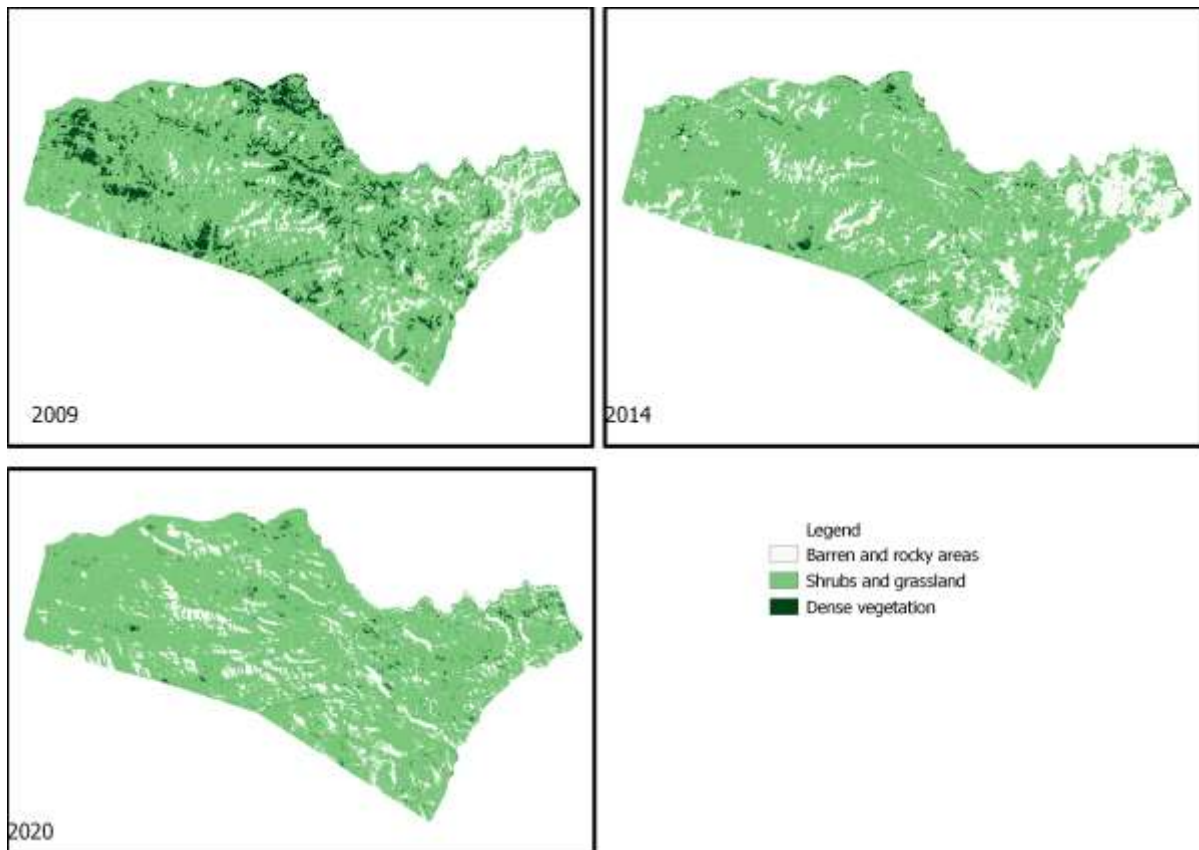 2009
2014
2020
Legend
Barren and rocky areas
Shrubs and grassland
Dense vegetation